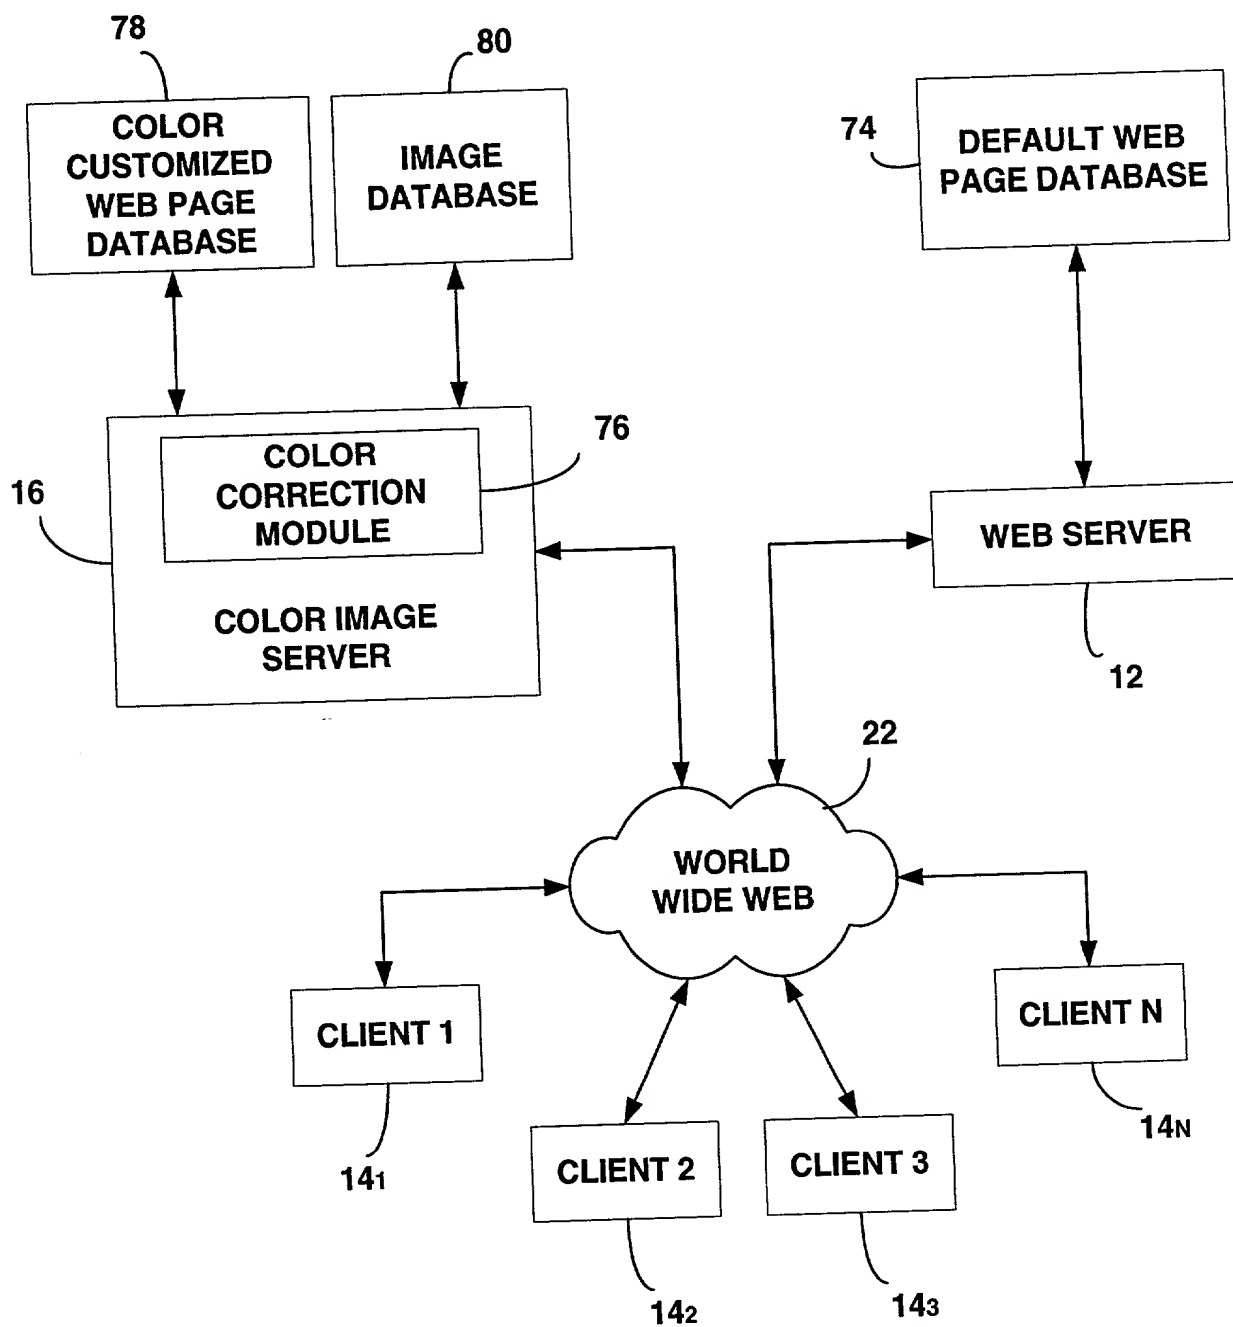 78
80
COLOR
CUSTOMIZED
WEB PAGE
DATABASE
IMAGE
DATABASE
74
DEFAULT WEB
PAGE DATABASE
16
COLOR
CORRECTION
MODULE
76
COLOR IMAGE
SERVER
WEB SERVER
12
22
WORLD
WIDE WEB
CLIENT 1
CLIENT N
141
14N
CLIENT 2
CLIENT 3
142
143